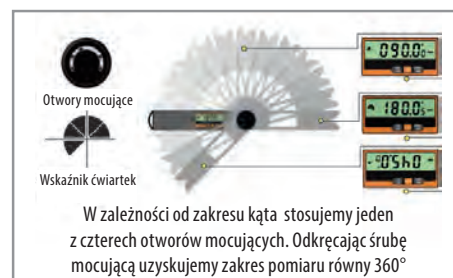 090.0°
Otwory mocujące
180.0°
Wskaźnik ćwiartek
045.0
W zależności od zakresu kąta stosujemy jeden
z czterech otworów mocujących. Odkręcając śrubę
mocującą uzyskujemy zakres pomiaru równy 360°